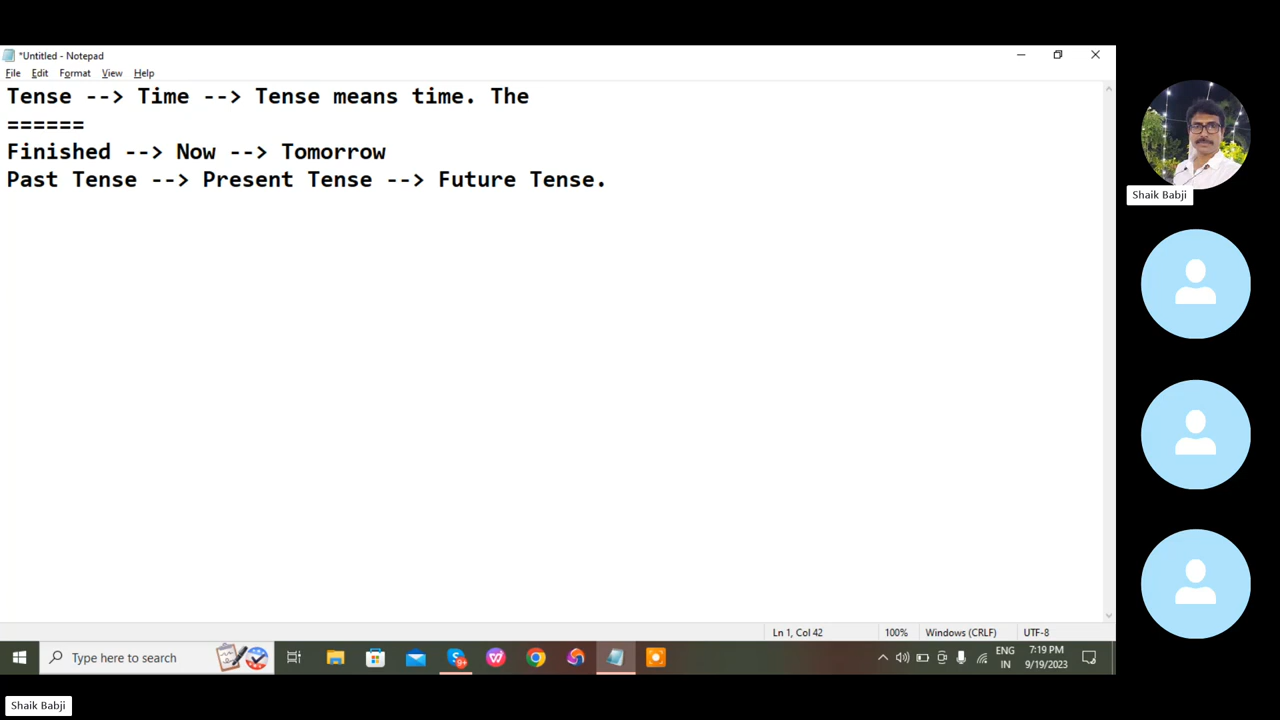 *Untitled - Notepad
File Edit Format View Help
Tense --> Time --> Tense means time. The
======
Finished --> Now --> Tomorrow
Past Tense --> Present Tense --> Future Tense.
Shaik Babji
Ln 1, Col 42 100% Windows (CRLF) UTF-8
Type here to search
9+
ENG
IN
7:19 PM
9/19/2023
Shaik Babji